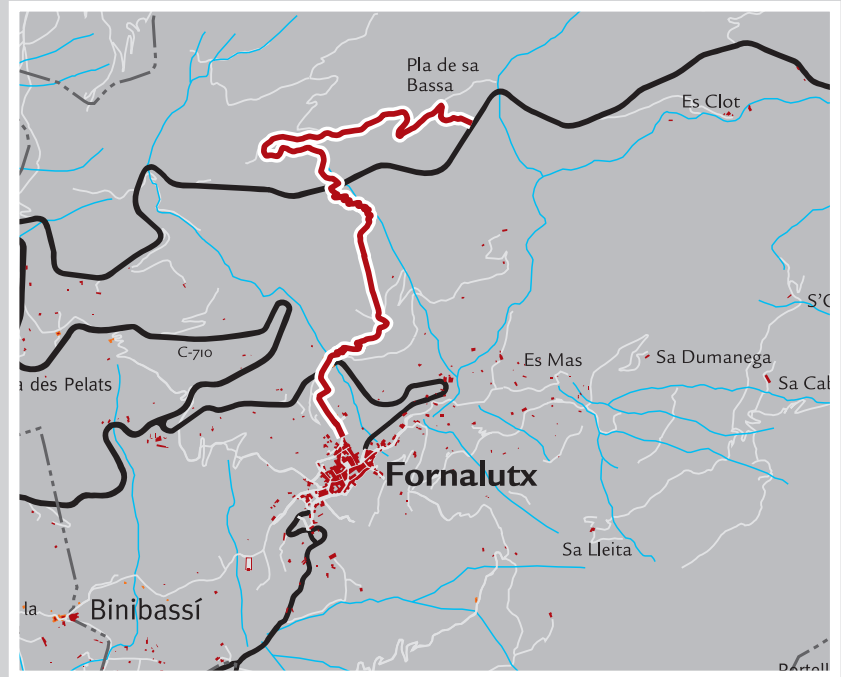 Pla de sa
Bassa
Es Clot
S'C
C-710
Es Mas
Sa Dumanega
a des Pelats
Sa Cab
Fornalutx
Sa Lleita
la
Binibassí
Portell